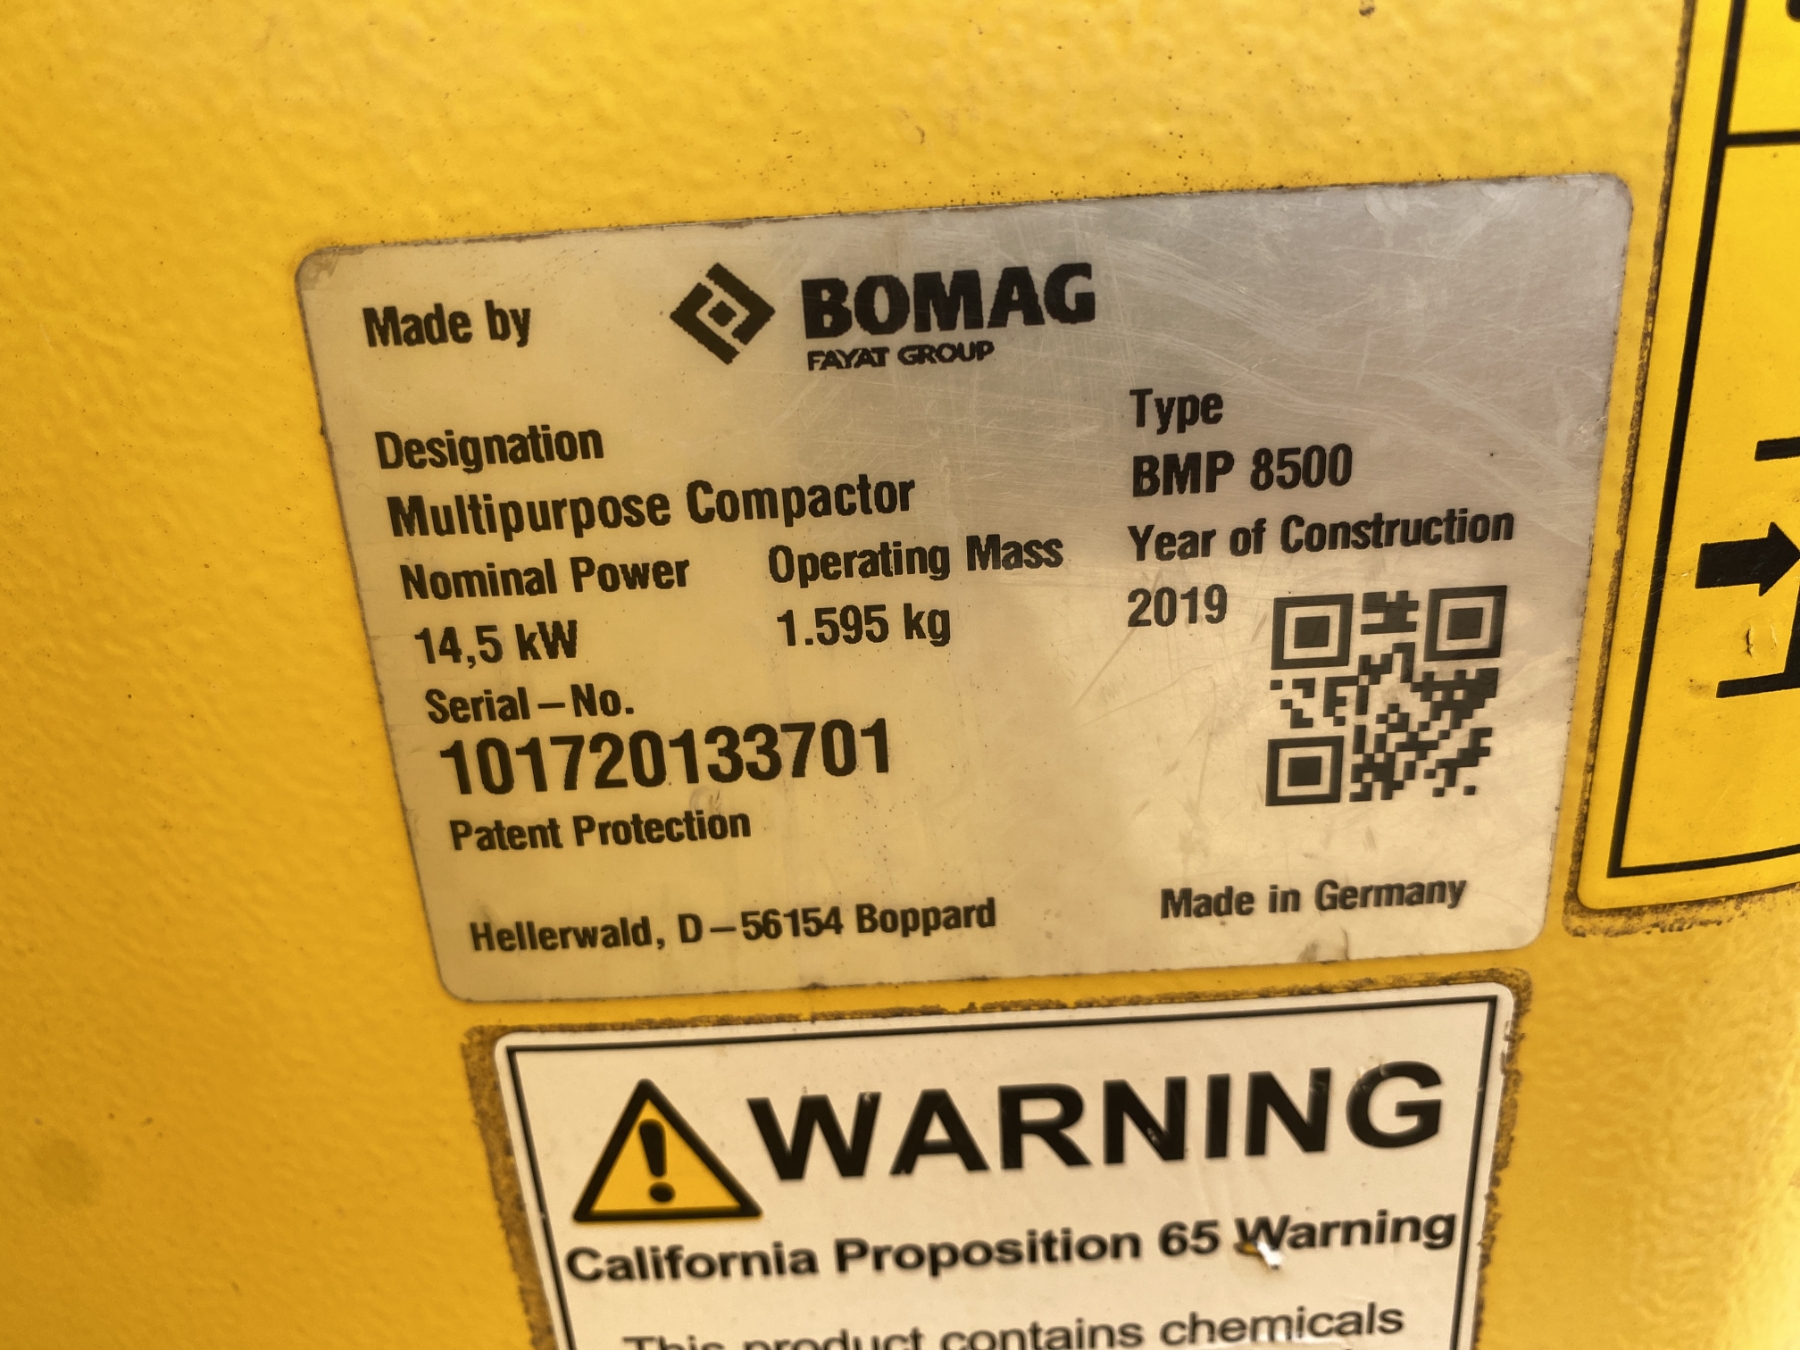 Made by
BOMAG
FAYAT GROUP
Designation
Multipurpose Compactor
Type
BMP 8500
Nominal Power
14,5 kW
Operating Mass
1.595 kg
Year of Construction
2019
Serial–No.
101720133701
Patent Protection
Hellerwald, D–56154 Boppard
Made in Germany
WARNING
California Proposition 65 Warning
This product contains chemicals